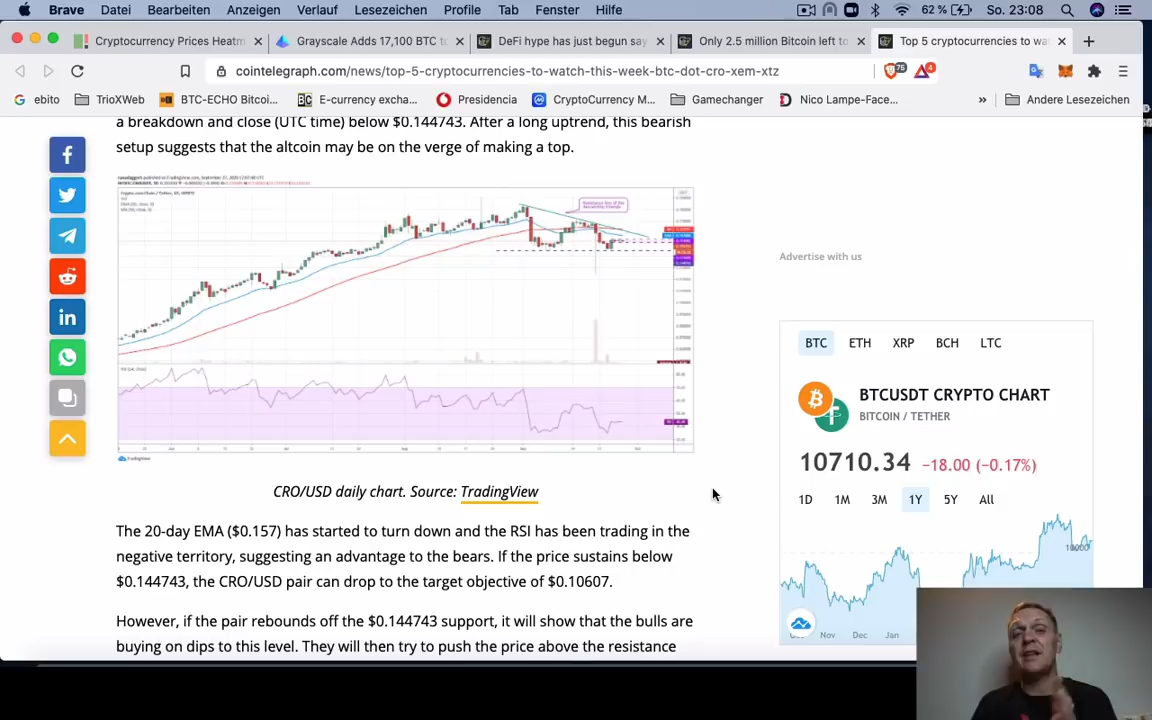 Brave Datei Bearbeiten Anzeigen Verlauf Lesezeichen Profile Tab Fenster Hilfe 62 % So. 23:08
Cryptocurrency Prices Heatm
Grayscale Adds 17,100 BTC t
DeFi hype has just begun say
Only 2.5 million Bitcoin left to
Top 5 cryptocurrencies to wa
cointelegraph.com/news/top-5-cryptocurrencies-to-watch-this-week-btc-dot-cro-xem-xtz
75
4
ebito TrioXWeb BTC-ECHO Bitcoi... E-currency excha... Presidencia CryptoCurrency M... Gamechanger Nico Lampe-Face... » Andere Lesezeichen
a breakdown and close (UTC time) below $0.144743. After a long uptrend, this bearish
setup suggests that the altcoin may be on the verge of making a top.
CRO/USD daily chart. Source: TradingView
The 20-day EMA ($0.157) has started to turn down and the RSI has been trading in the
negative territory, suggesting an advantage to the bears. If the price sustains below
$0.144743, the CRO/USD pair can drop to the target objective of $0.10607.
However, if the pair rebounds off the $0.144743 support, it will show that the bulls are
buying on dips to this level. They will then try to push the price above the resistance
Advertise with us
BTC ETH XRP BCH LTC
BTCUSDT CRYPTO CHART
BITCOIN / TETHER
10710.34 −18.00 (−0.17%)
1D 1M 3M 1Y 5Y All
10000
Nov Dec Jan